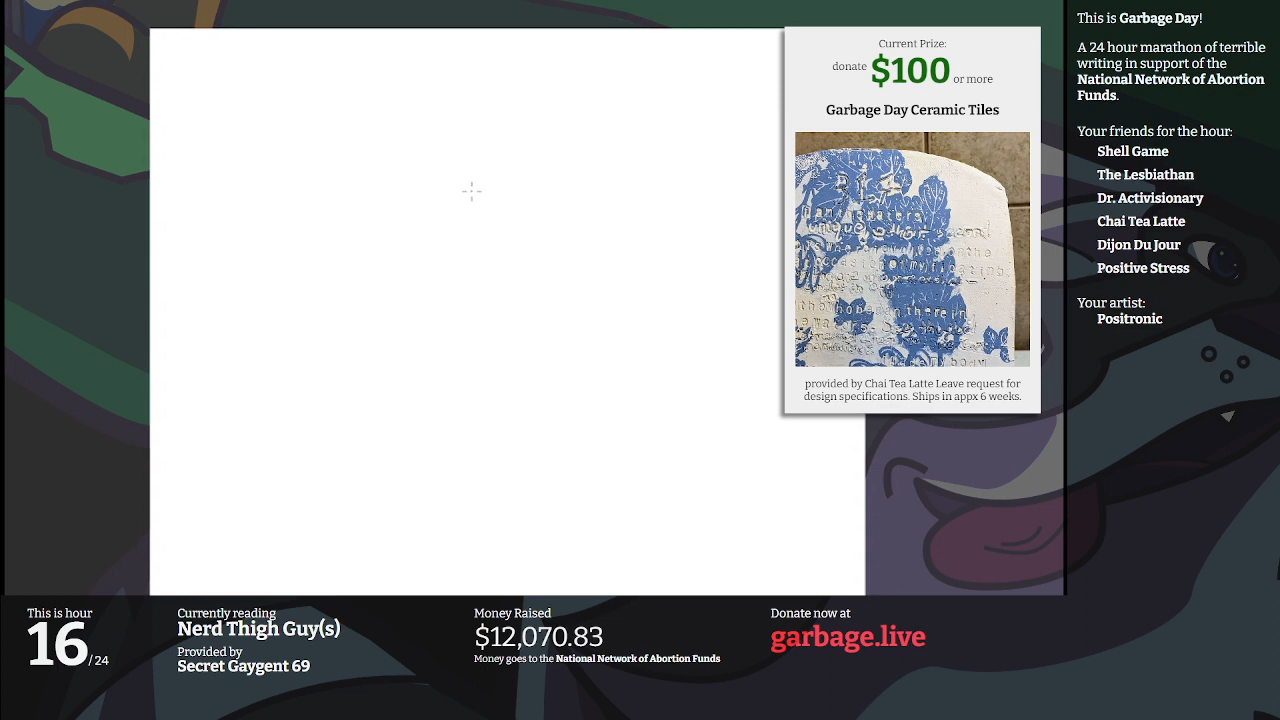 This is Garbage Day!
A 24 hour marathon of terrible
writing in support of the
National Network of Abortion
Funds.
Your friends for the hour:
Shell Game
The Lesbiathan
Dr. Activisionary
Chai Tea Latte
Dijon Du Jour
Positive Stress
Your artist:
Positronic
Current Prize:
donate $100 or more
Garbage Day Ceramic Tiles
provided by Chai Tea Latte Leave request for
design specifications. Ships in appx 6 weeks.
This is hour
16/24
Currently reading
Nerd Thigh Guy(s)
Provided by
Secret Gaygent 69
Money Raised
$12,070.83
Money goes to the National Network of Abortion Funds
Donate now at
garbage.live